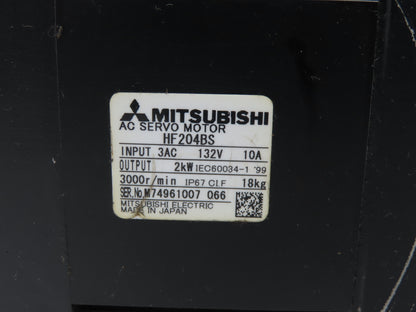 MITSUBISHI
AC SERVO MOTOR
HF204BS
INPUT 3AC 132V 10A
OUTPUT 2kW IEC60034-1 '99
3000r/min IP67 Cl.F 18kg
SER.No.M74961007 066
MITSUBISHI ELECTRIC
MADE IN JAPAN